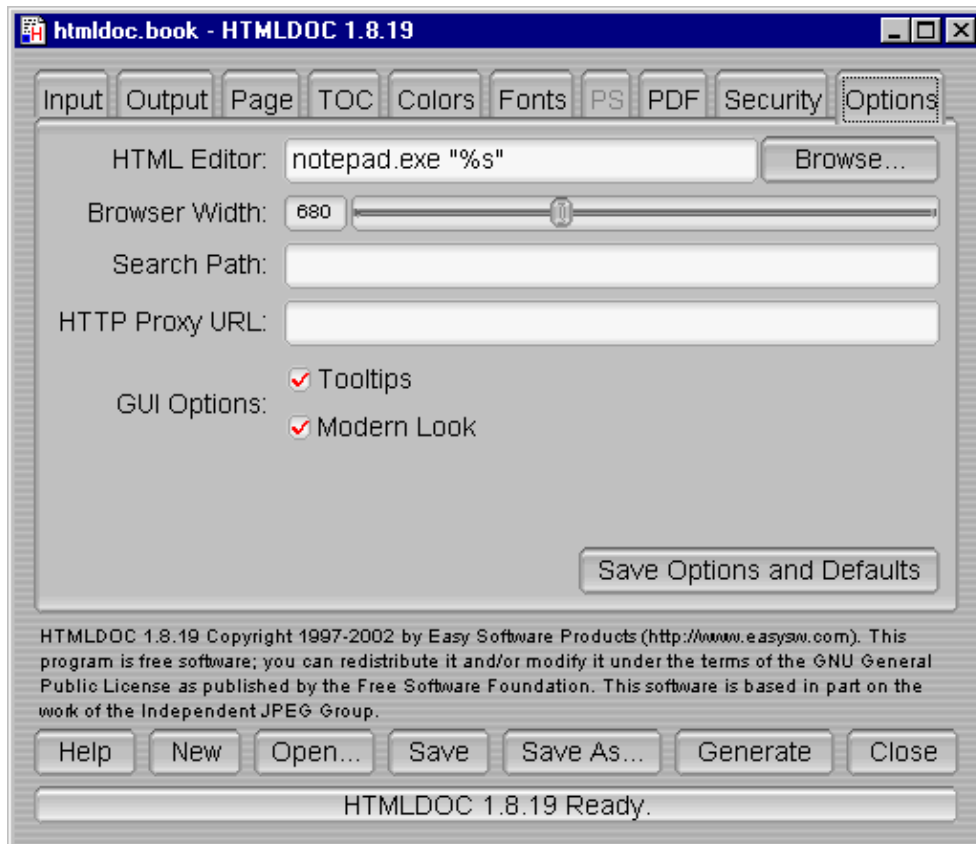 htmldoc.book - HTMLDOC 1.8.19
Input Output Page TOC Colors Fonts PS PDF Security Options
HTML Editor: notepad.exe "%s" Browse...
Browser Width: 680
Search Path:
HTTP Proxy URL:
GUI Options:
Tooltips
Modern Look
Save Options and Defaults
HTMLDOC 1.8.19 Copyright 1997-2002 by Easy Software Products (http://www.easysw.com). This
program is free software; you can redistribute it and/or modify it under the terms of the GNU General
Public License as published by the Free Software Foundation. This software is based in part on the
work of the Independent JPEG Group.
Help New Open... Save Save As... Generate Close
HTMLDOC 1.8.19 Ready.